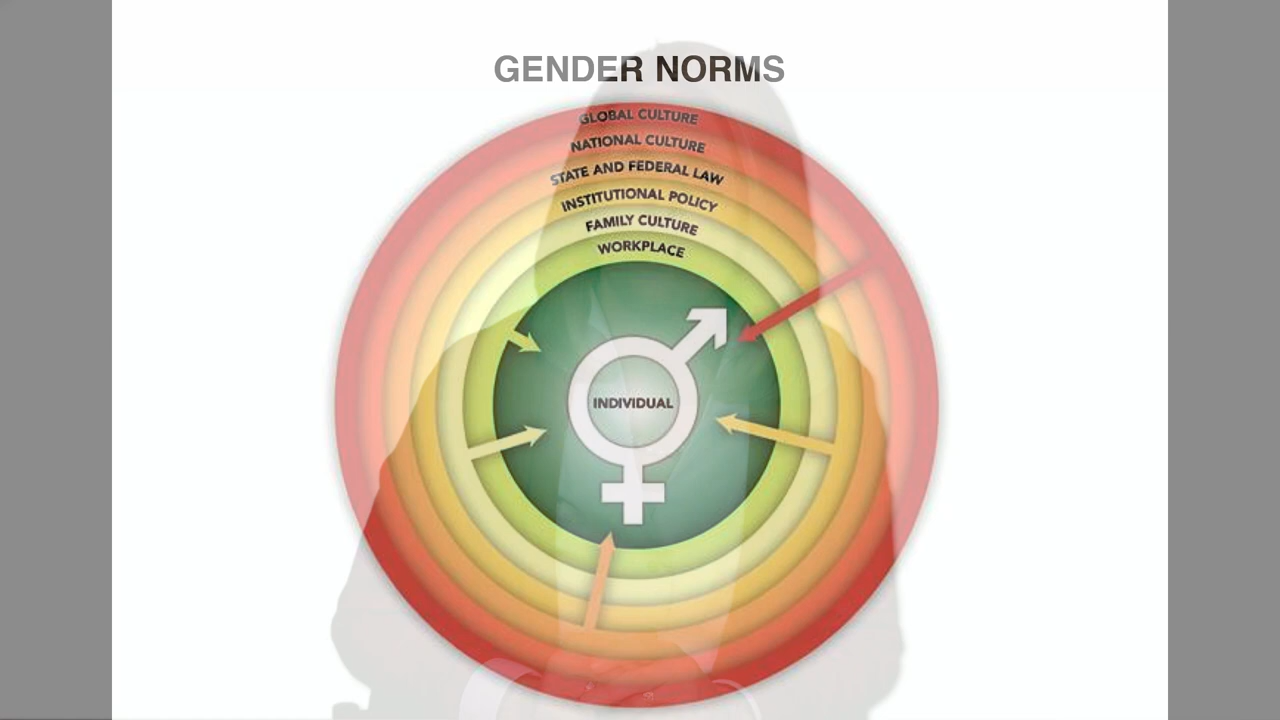 GENDER NORMS
GLOBAL CULTURE
NATIONAL CULTURE
STATE AND FEDERAL LAW
INSTITUTIONAL POLICY
FAMILY CULTURE
WORKPLACE
INDIVIDUAL